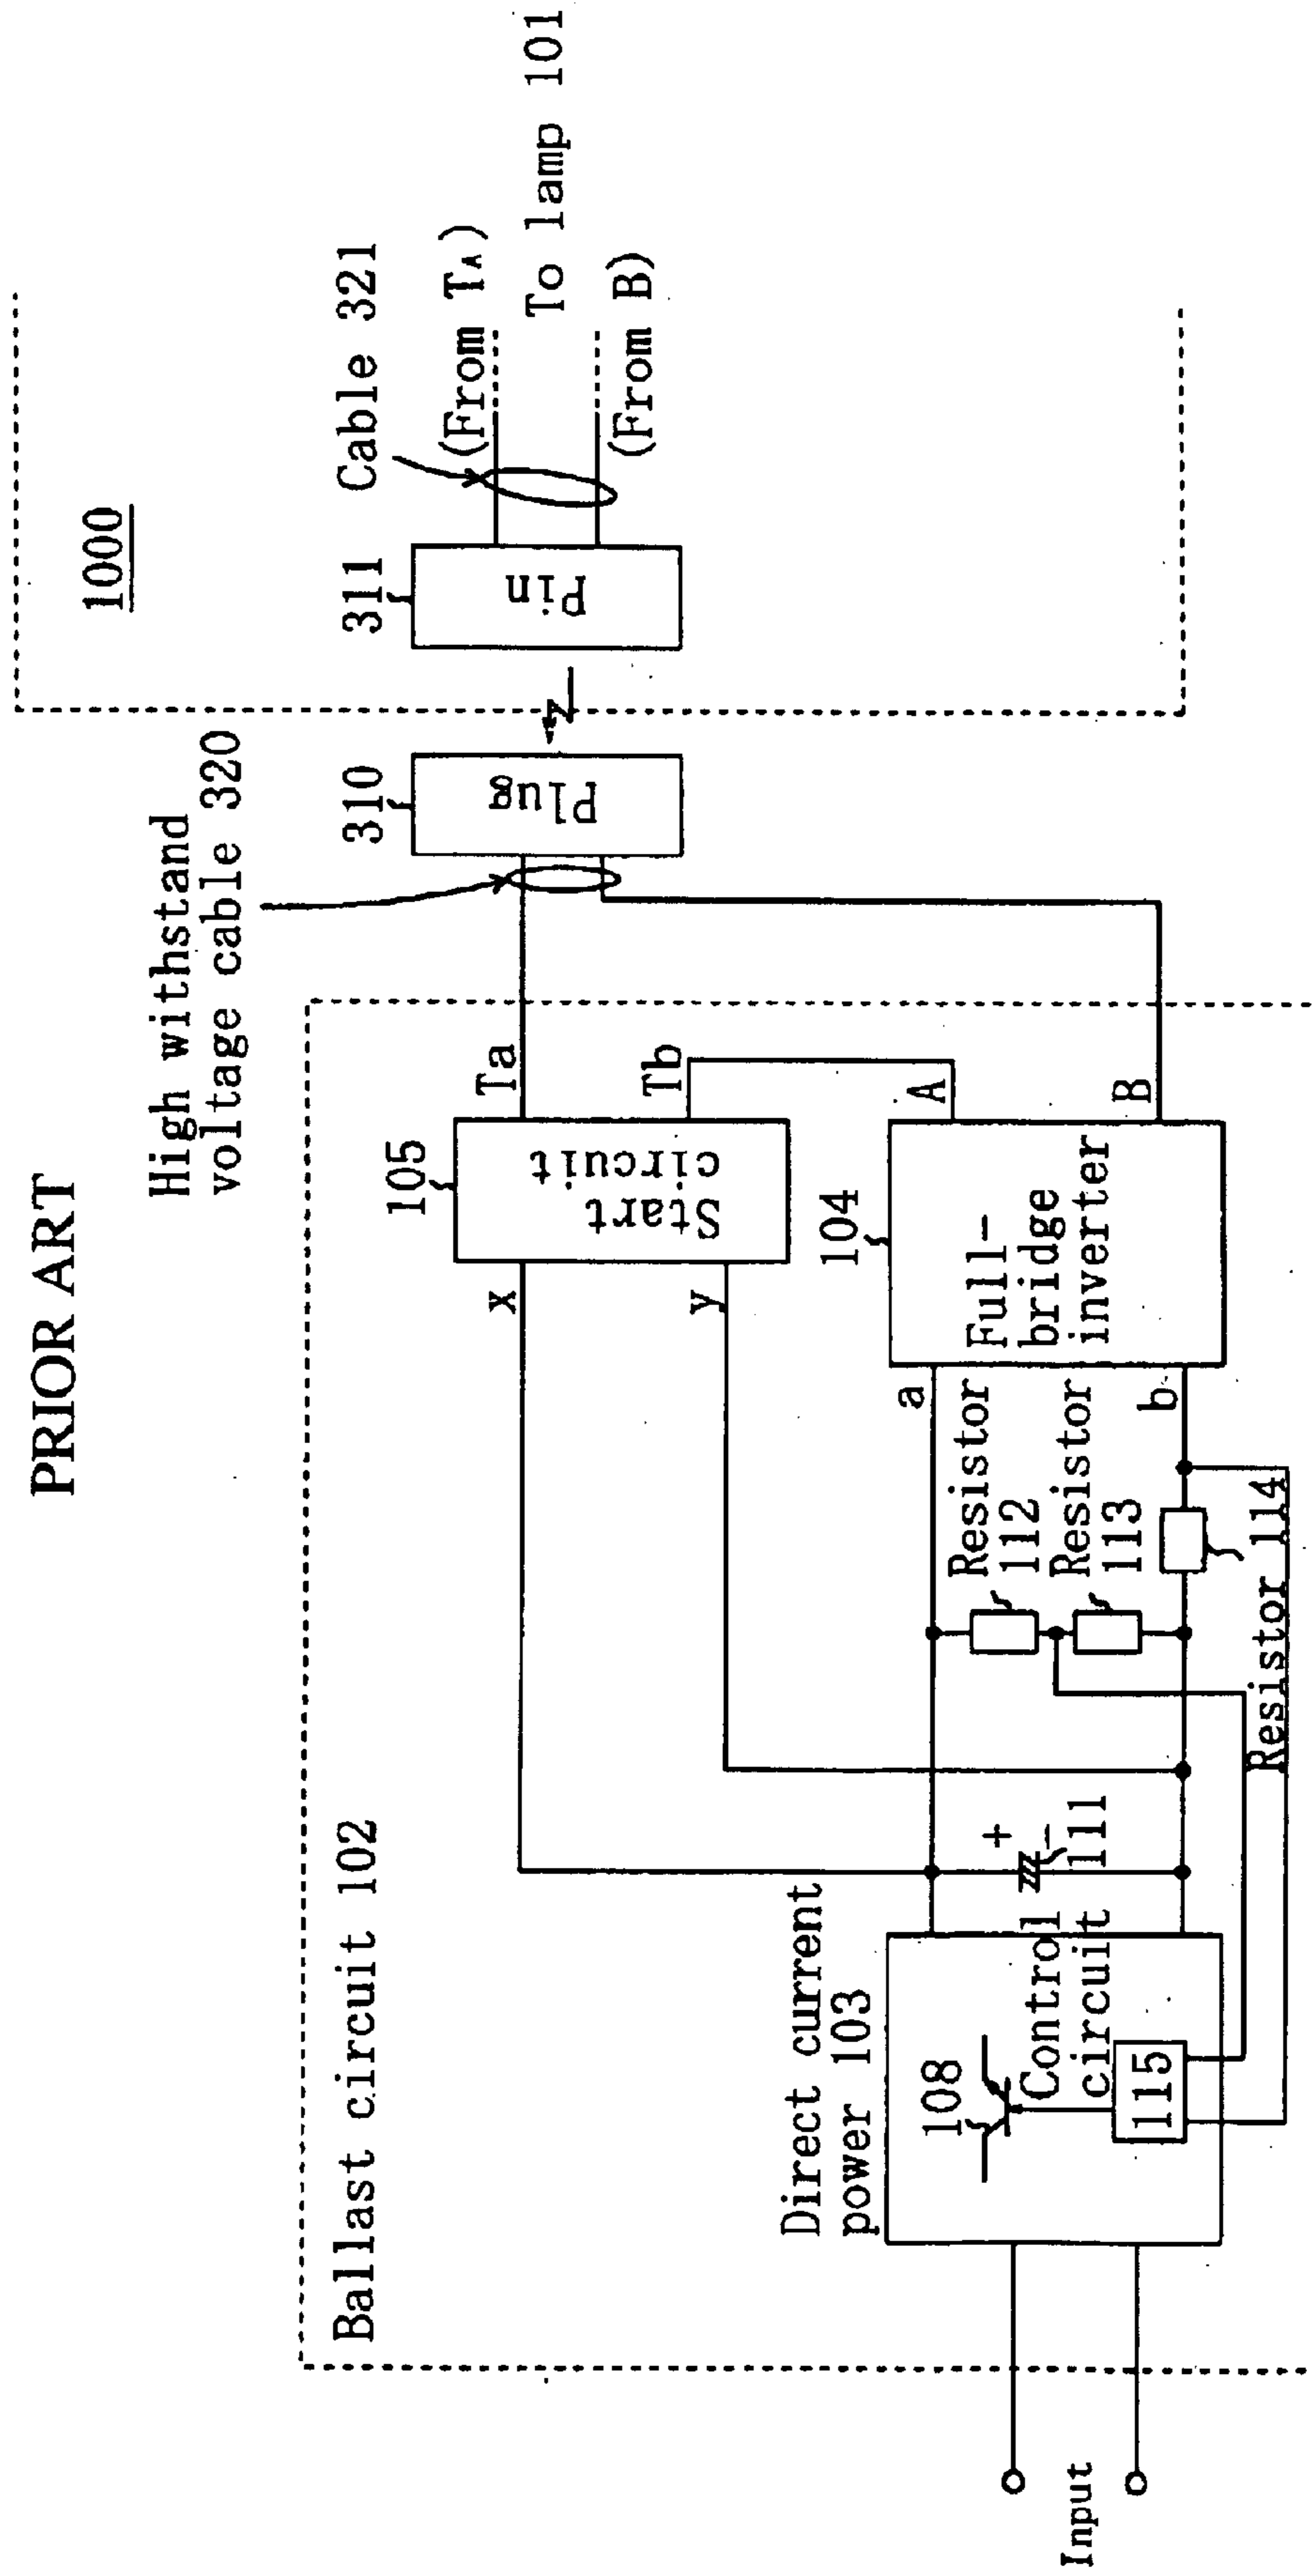 PRIOR ART
High withstand
voltage cable 320
1000
Cable 321
(From TA)
To lamp 101
(From B)
311
Pin
310
Plug
Ballast circuit 102
105
Start
circuit
x
y
Ta
Tb
104
Full-
bridge
inverter
A
B
a
b
Resistor
112
Resistor
113
Resistor 114
+
−
111
Direct current
power 103
108
Control
circuit
115
Input